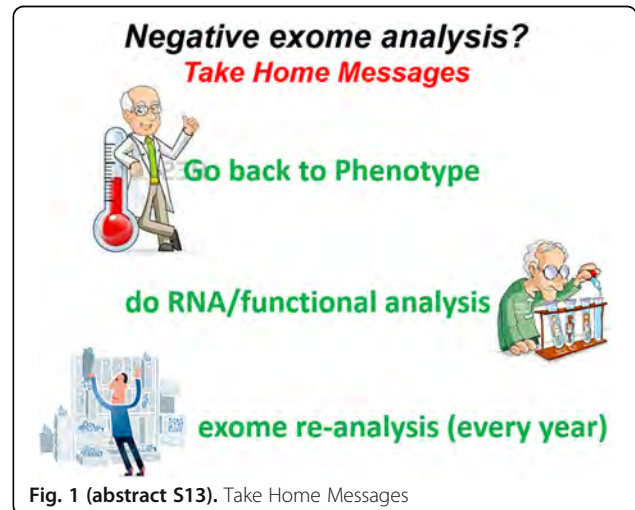 Negative exome analysis?
Take Home Messages
Go back to Phenotype
do RNA/functional analysis
exome re-analysis (every year)
Fig. 1 (abstract S13). Take Home Messages